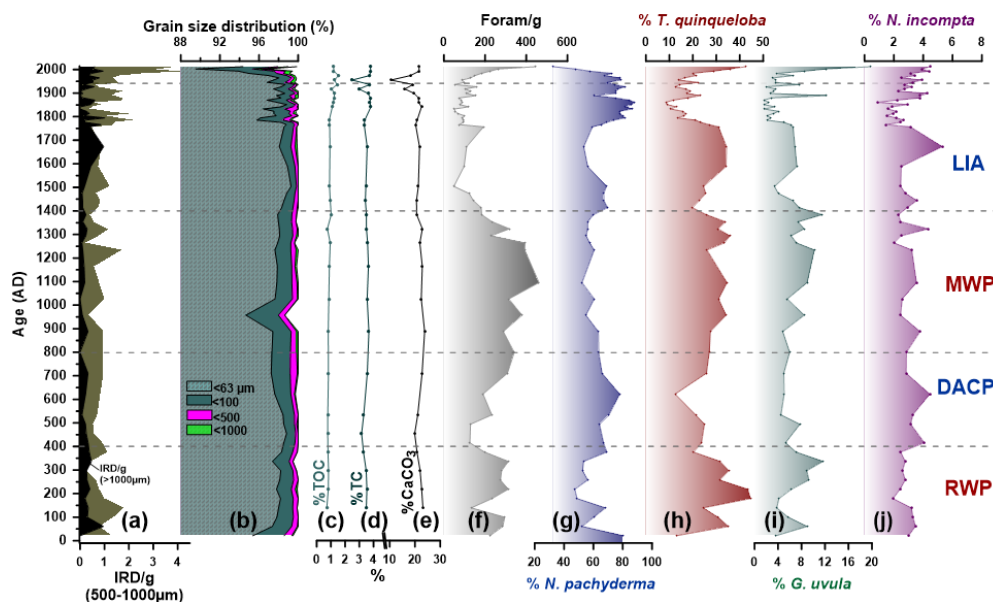 Grain size distribution (%)
Foram/g
% T. quinqueloba
% N. incompta
88 92 96 100
0 200 400 600
0 10 20 30 40 50
0 2 4 6 8
Age (AD)
2000
1900
1800
1700
1600
1500
1400
1300
1200
1100
1000
900
800
700
600
500
400
300
200
100
0
LIA
MWP
DACP
RWP
<63 µm
<100
<500
<1000
IRD/g
(>1000µm)
%TOC
%TC
%CaCO3
(a) (b) (c) (d) (e) (f) (g) (h) (i) (j)
0 1 2 3 4
0 1 2 3 4 10 20 30
20 40 60 80 100
0 4 8 12 16 20
IRD/g
(500-1000µm)
%
% N. pachyderma
% G. uvula